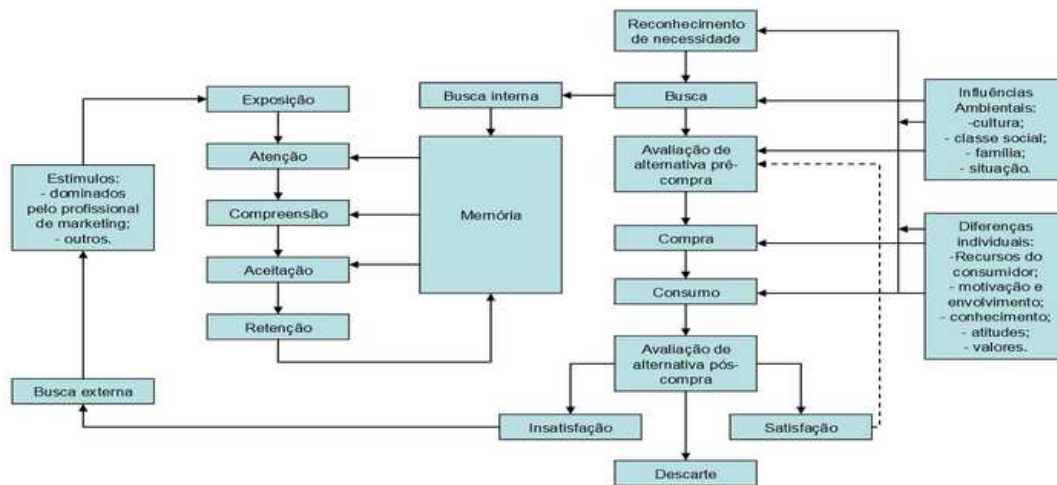 Reconhecimento
de necessidade
Exposição
Busca interna
Busca
Influências
Ambientais:
-cultura;
- classe social;
- família;
- situação.
Atenção
Avaliação de
alternativa pré-
compra
Estímulos:
- dominados
pelo profissional
de marketing;
- outros.
Compreensão
Memória
Compra
Diferenças
individuais:
-Recursos do
consumidor;
- motivação e
envolvimento;
- conhecimento;
- atitudes;
- valores.
Aceitação
Consumo
Retenção
Avaliação de
alternativa pós-
compra
Busca externa
Insatisfação
Satisfação
Descarte